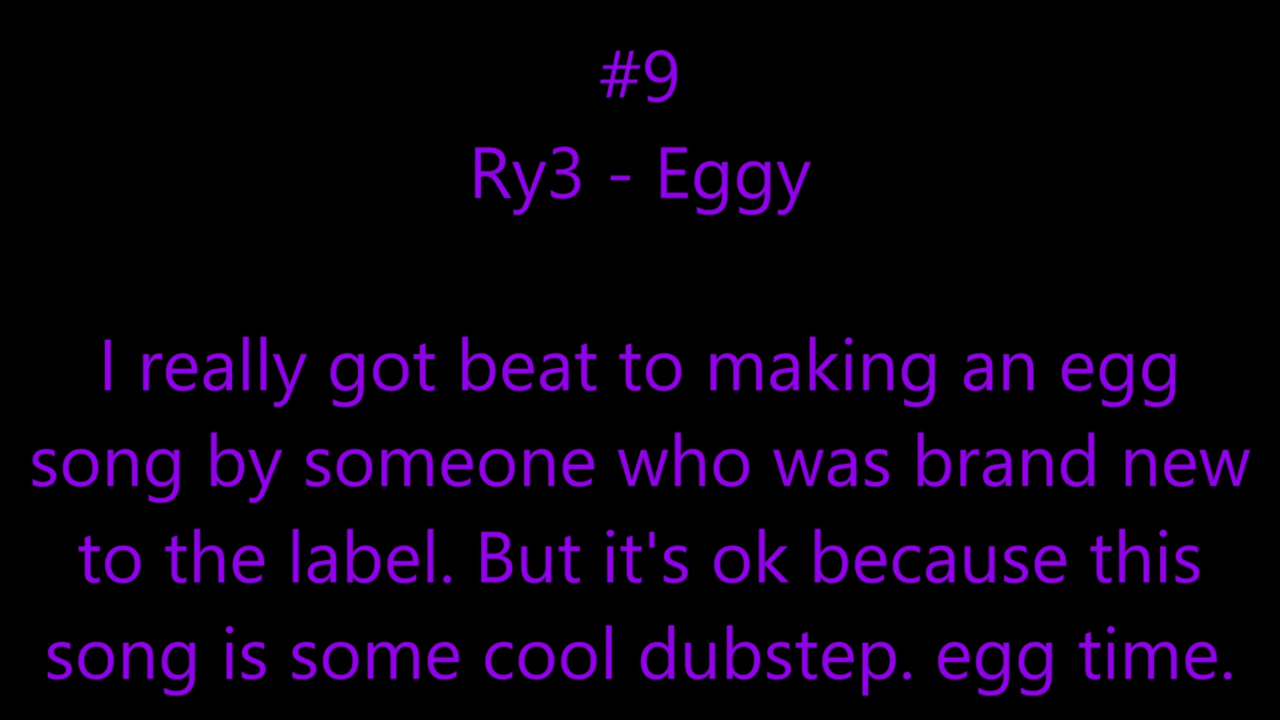 #9
Ry3 - Eggy
I really got beat to making an egg
song by someone who was brand new
to the label. But it's ok because this
song is some cool dubstep. egg time.